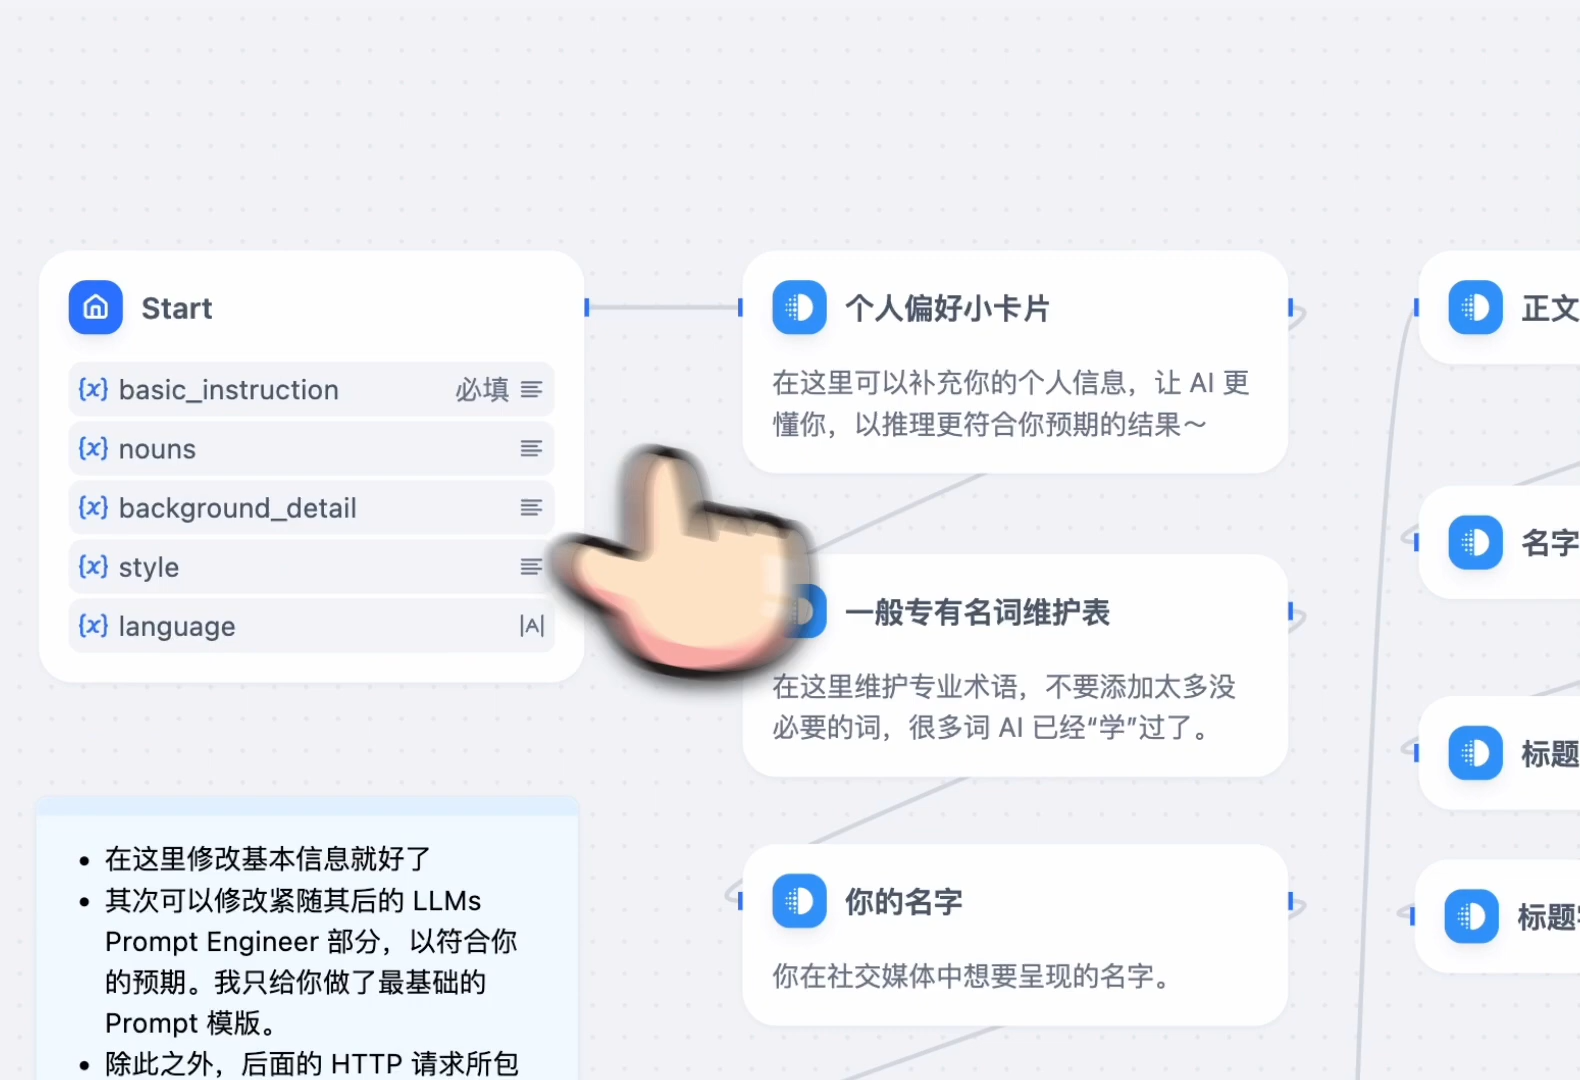 Start
{x} basic_instruction 必填
{x} nouns
{x} background_detail
{x} style
{x} language |A|
在这里修改基本信息就好了
其次可以修改紧随其后的 LLMs
Prompt Engineer 部分，以符合你
的预期。我只给你做了最基础的
Prompt 模版。
除此之外，后面的 HTTP 请求所包
个人偏好小卡片
在这里可以补充你的个人信息，让 AI 更
懂你，以推理更符合你预期的结果～
一般专有名词维护表
在这里维护专业术语，不要添加太多没
必要的词，很多词 AI 已经“学”过了。
你的名字
你在社交媒体中想要呈现的名字。
正文
名字
标题
标题